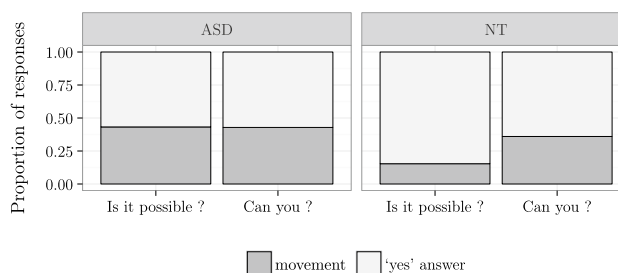 ASD NT
Proportion of responses
1.00
0.75
0.50
0.25
0.00
Is it possible ? Can you ? Is it possible ? Can you ?
movement ‘yes’ answer